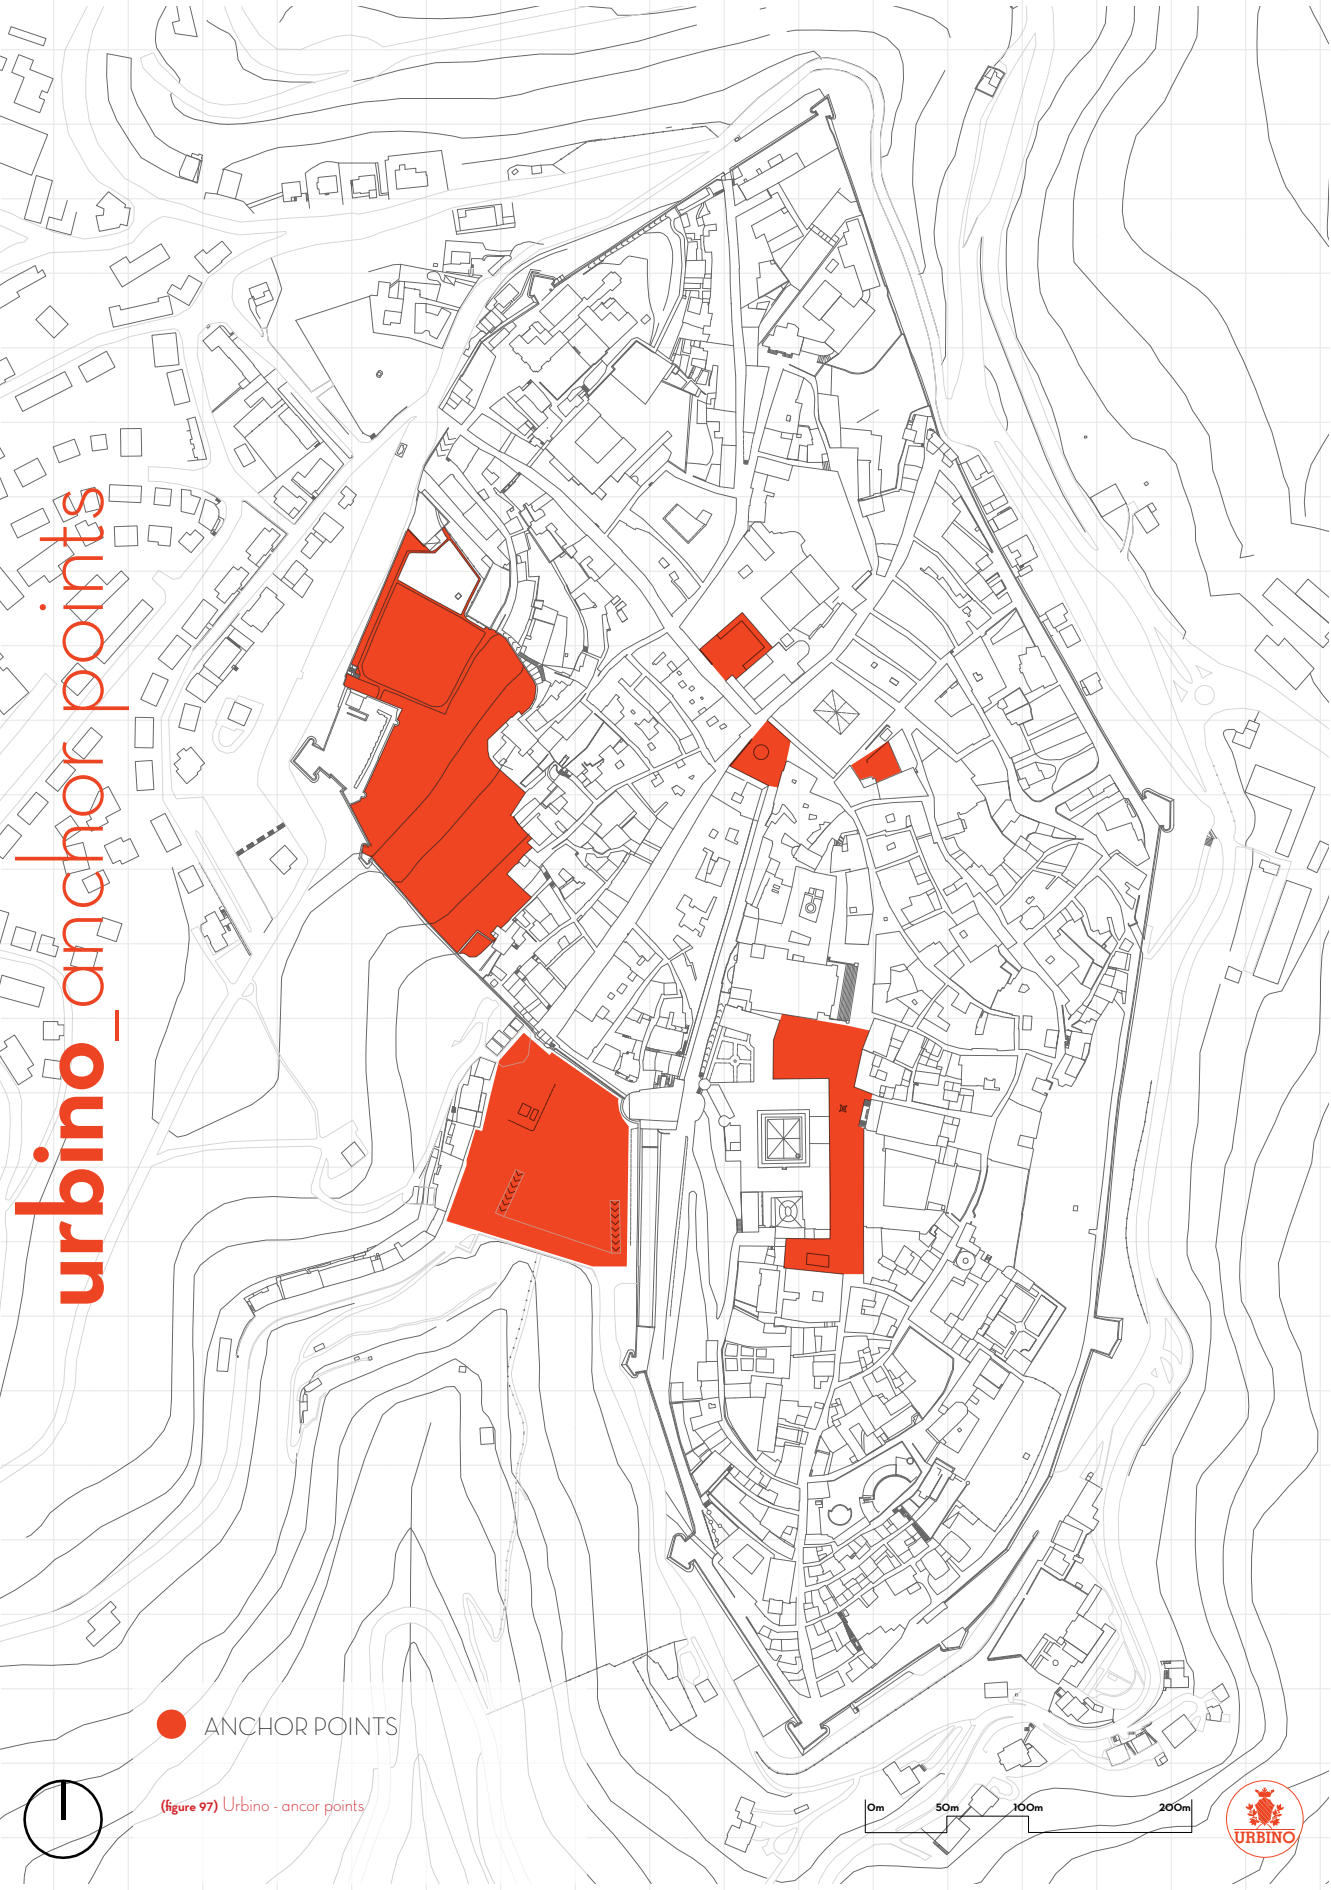 urbino_anchor points
ANCHOR POINTS
(figure 97) Urbino - ancor points
0m 50m 100m 200m
URBINO